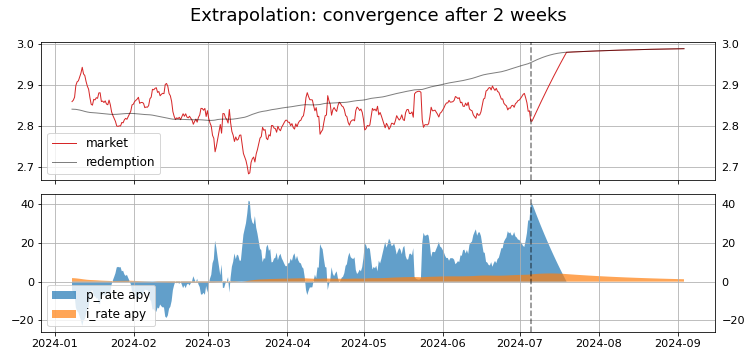 Extrapolation: convergence after 2 weeks
3.0 3.0
2.9 2.9
2.8 2.8
2.7 2.7
market
redemption
40 40
20 20
0 0
−20 −20
p_rate apy
i_rate apy
2024-01 2024-02 2024-03 2024-04 2024-05 2024-06 2024-07 2024-08 2024-09